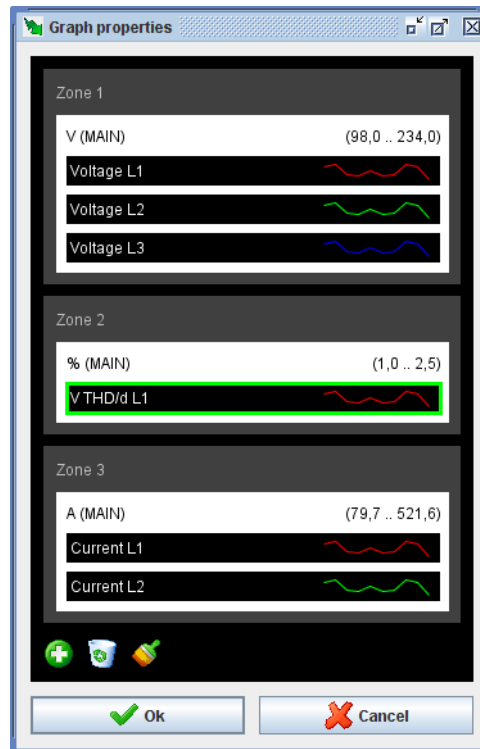 Graph properties
Zone 1
V (MAIN) (98,0 .. 234,0)
Voltage L1
Voltage L2
Voltage L3
Zone 2
% (MAIN) (1,0 .. 2,5)
V THD/d L1
Zone 3
A (MAIN) (79,7 .. 521,6)
Current L1
Current L2
Ok Cancel